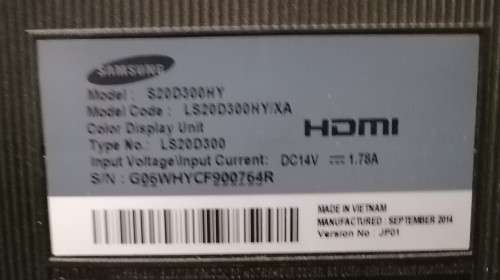 SAMSUNG
Model : S20D300HY
Model Code : LS20D300HY/XA
Color Display Unit
Type No.: LS20D300
HDMI
Input Voltage\Input Current: DC14V ⎓ 1.78A
S/N : G06WHYCF900764R
MADE IN VIETNAM
MANUFACTURED : SEPTEMBER 2014
Version No : JP01